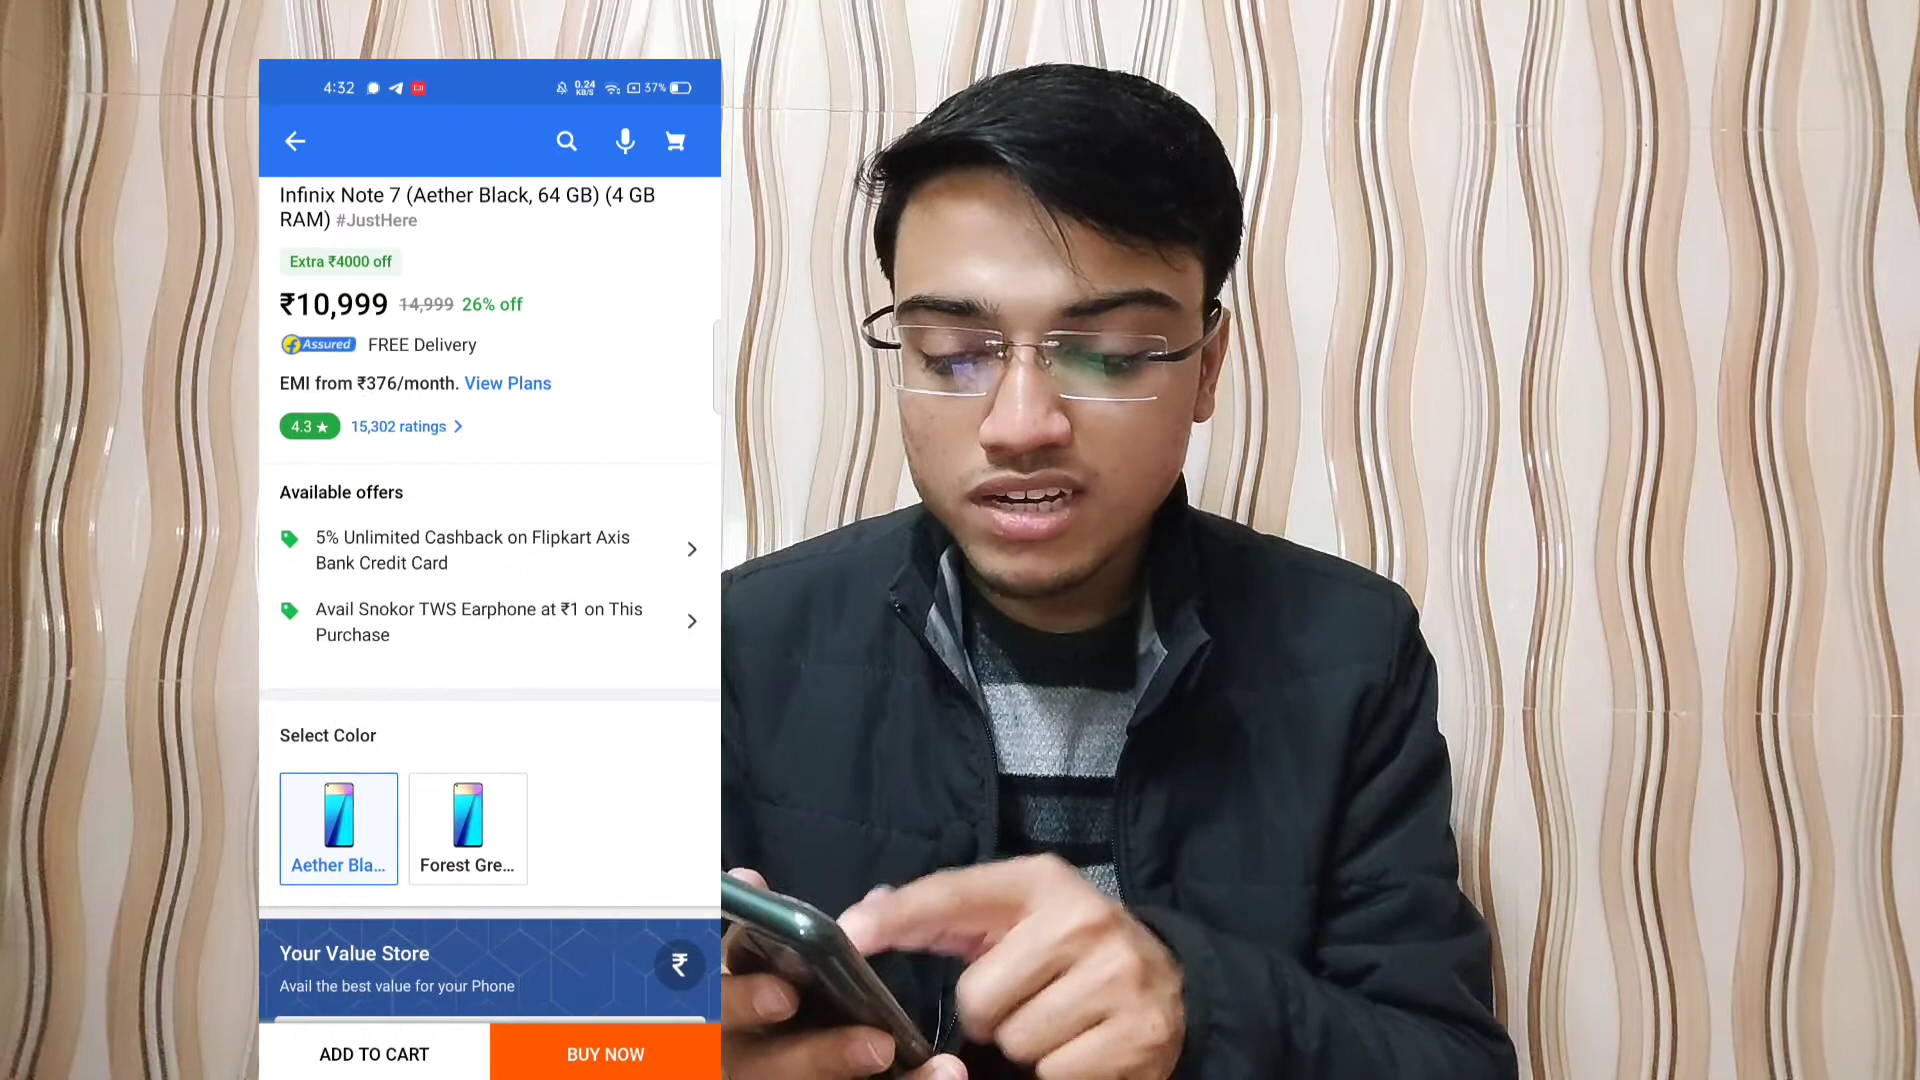 4:32 0.24 KB/S 37%
Infinix Note 7 (Aether Black, 64 GB) (4 GB
RAM) #JustHere
Extra ₹4000 off
₹10,999 14,999 26% off
Assured FREE Delivery
EMI from ₹376/month. View Plans
4.3 ★ 15,302 ratings
Available offers
5% Unlimited Cashback on Flipkart Axis
Bank Credit Card
Avail Snokor TWS Earphone at ₹1 on This
Purchase
Select Color
Aether Bla... Forest Gre...
Your Value Store
₹
Avail the best value for your Phone
ADD TO CART BUY NOW